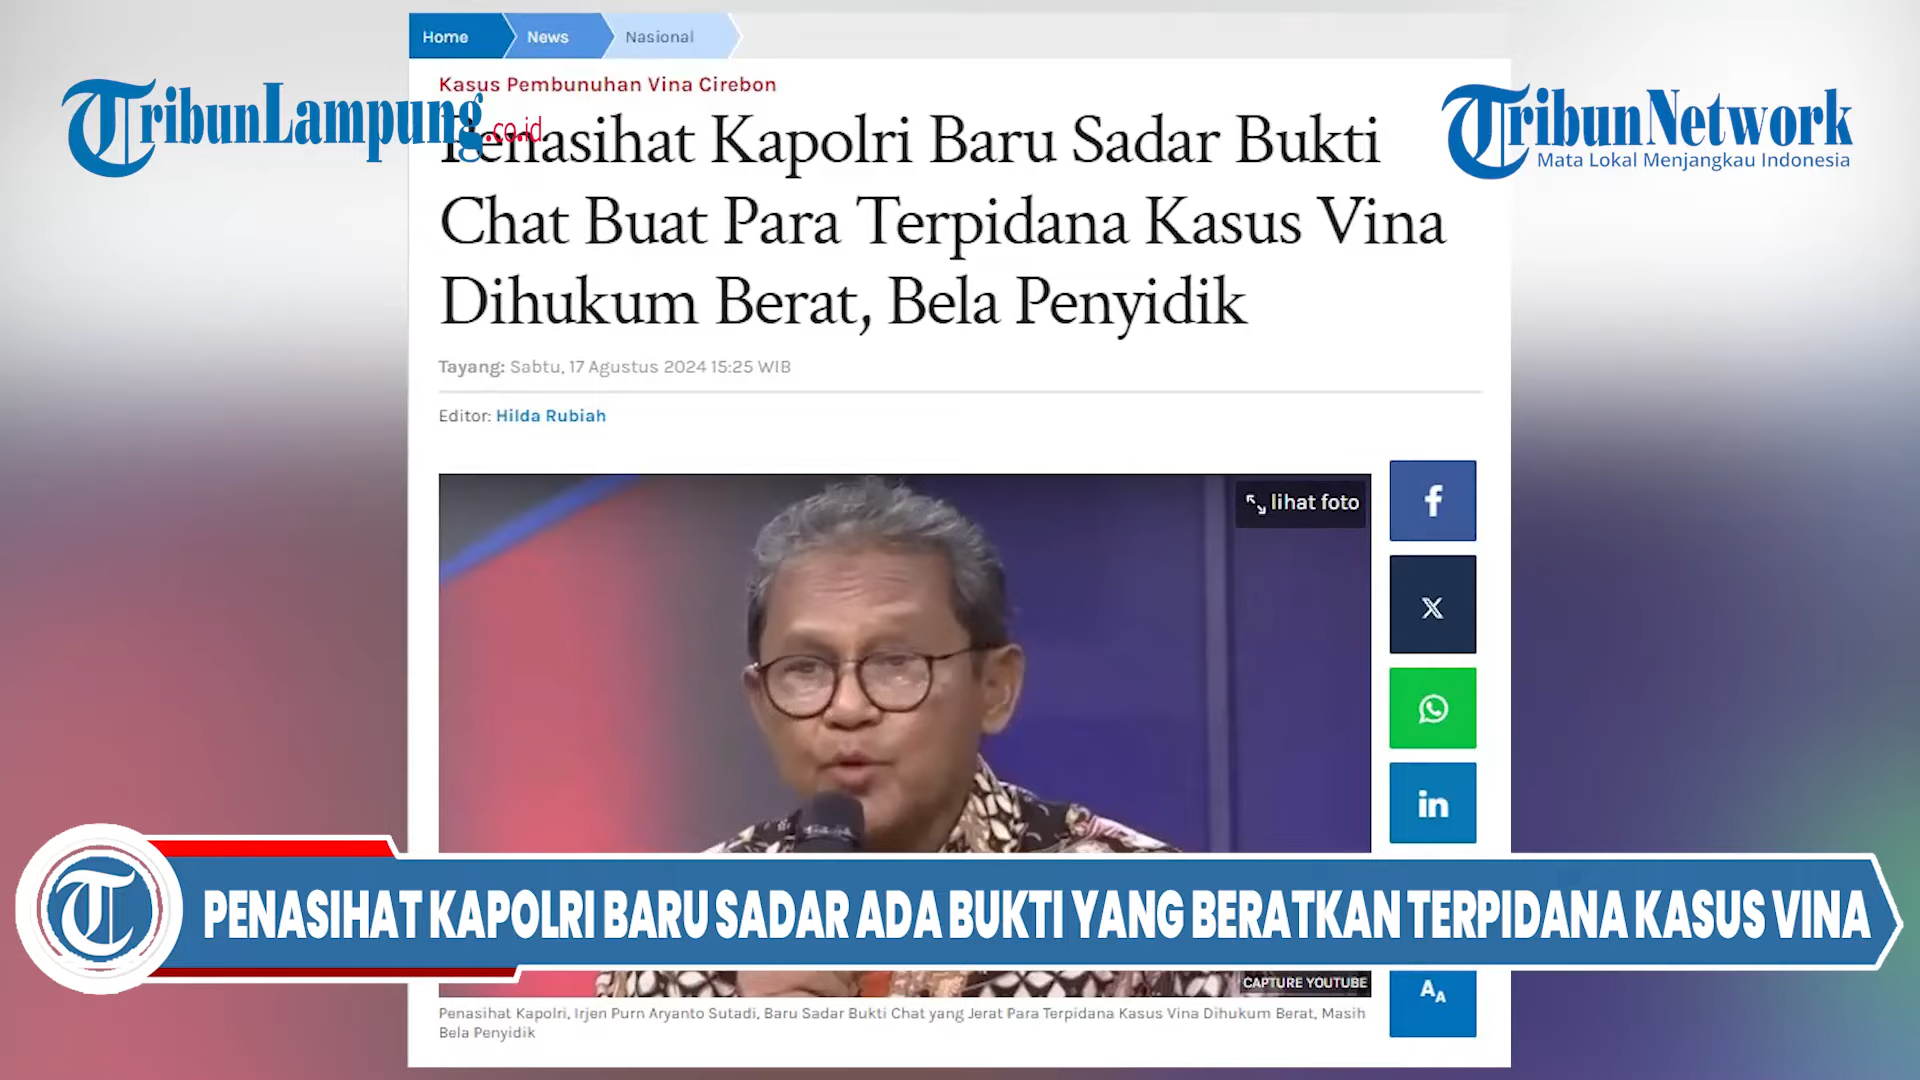 Home News Nasional
Kasus Pembunuhan Vina Cirebon
TribunLampung.co.id
TribunNetwork
Mata Lokal Menjangkau Indonesia
Penasihat Kapolri Baru Sadar Bukti
Chat Buat Para Terpidana Kasus Vina
Dihukum Berat, Bela Penyidik
Tayang: Sabtu, 17 Agustus 2024 15:25 WIB
Editor: Hilda Rubiah
lihat foto
f
X
in
T PENASIHAT KAPOLRI BARU SADAR ADA BUKTI YANG BERATKAN TERPIDANA KASUS VINA
CAPTURE YOUTUBE
AA
Penasihat Kapolri, Irjen Purn Aryanto Sutadi, Baru Sadar Bukti Chat yang Jerat Para Terpidana Kasus Vina Dihukum Berat, Masih
Bela Penyidik